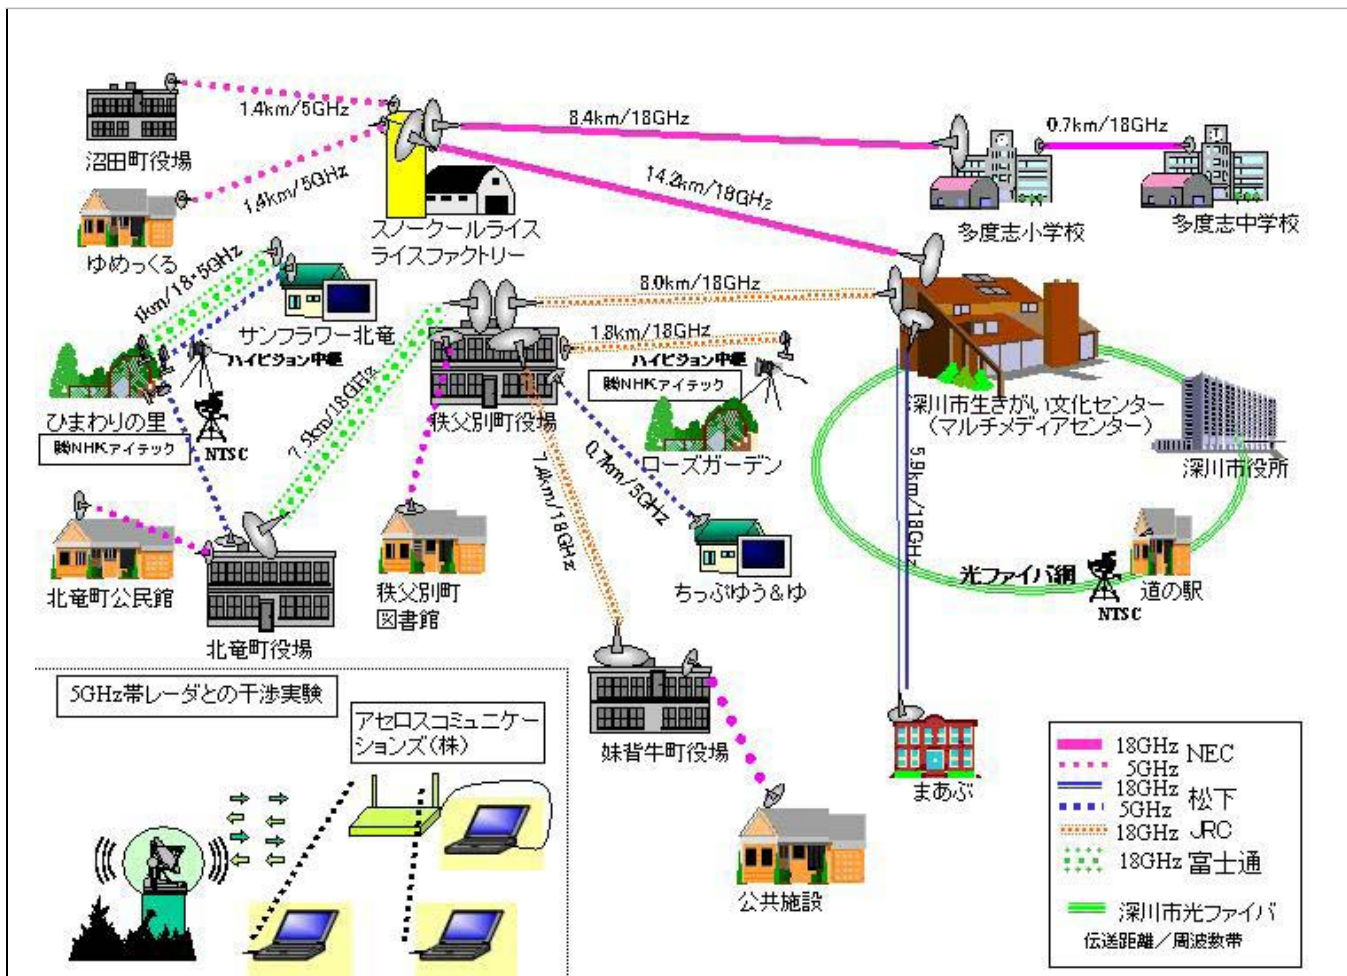 沼田町役場
1.4km/5GHz
8.4km/18GHz
0.7km/18GHz
ゆめっくる
1.4km/5GHz
スノークールライス
ライスファクトリー
14.2km/18GHz
多度志小学校
多度志中学校
1km/18・5GHz
サンフラワー北竜
ハイビジョン中継
ひまわりの里
㈶NHKアイテック
NTSC
7.5km/18GHz
秩父別町役場
8.0km/18GHz
1.8km/18GHz
ハイビジョン中継
㈶NHKアイテック
ローズガーデン
0.7km/5GHz
7.4km/18GHz
深川市生きがい文化センター
(マルチメディアセンター)
深川市役所
5.9km/18GHz
北竜町公民館
北竜町役場
秩父別町
図書館
ちっぷゆう&ゆ
光ファイバ網
NTSC
道の駅
妹背牛町役場
まあぶ
公共施設
5GHz帯レーダとの干渉実験
アセロスコミュニケー
ションズ(株)
18GHz NEC
5GHz
18GHz 松下
5GHz
18GHz JRC
18GHz 富士通
深川市光ファイバ
伝送距離/周波数帯